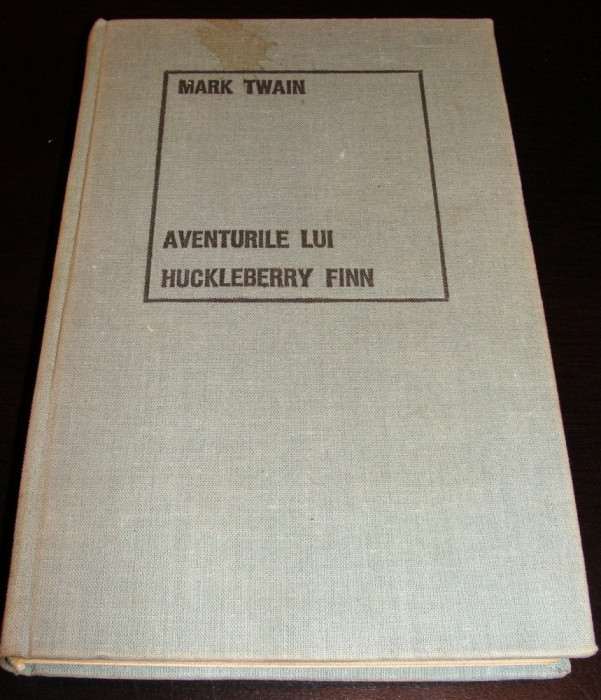 MARK TWAIN
AVENTURILE LUI
HUCKLEBERRY FINN